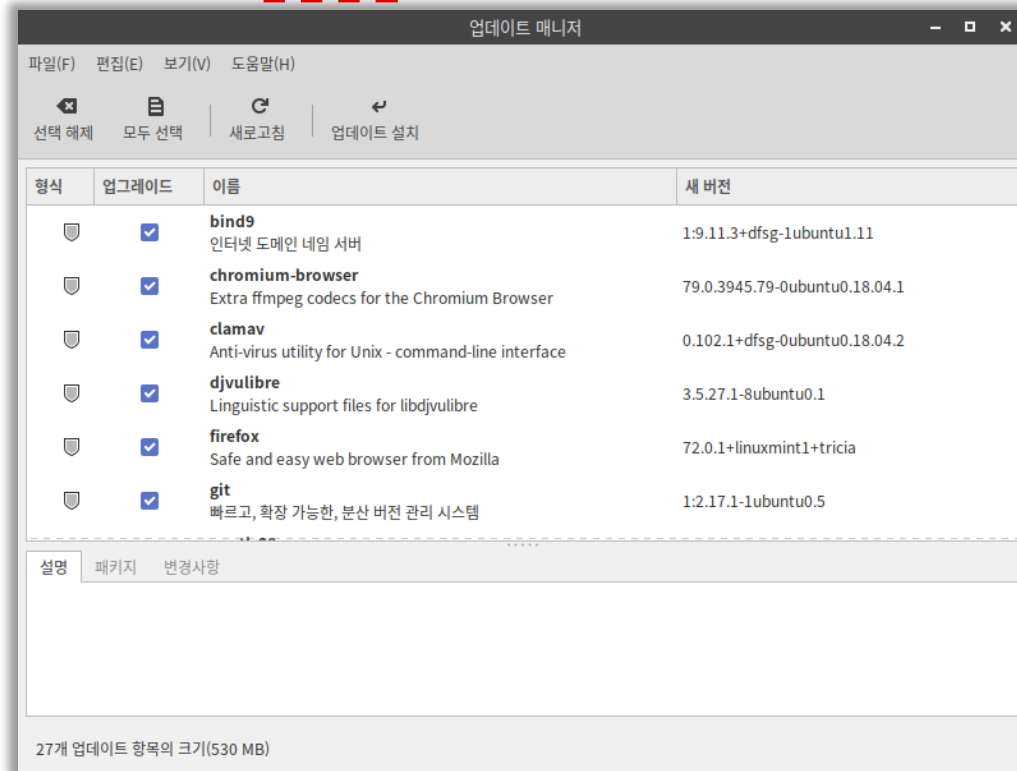 업데이트 매니저
파일(F) 편집(E) 보기(V) 도움말(H)
선택 해제 모두 선택 새로고침 업데이트 설치
형식 업그레이드 이름 새 버전
bind9
인터넷 도메인 네임 서버 1:9.11.3+dfsg-1ubuntu1.11
chromium-browser
Extra ffmpeg codecs for the Chromium Browser 79.0.3945.79-0ubuntu0.18.04.1
clamav
Anti-virus utility for Unix - command-line interface 0.102.1+dfsg-0ubuntu0.18.04.2
djvulibre
Linguistic support files for libdjvulibre 3.5.27.1-8ubuntu0.1
firefox
Safe and easy web browser from Mozilla 72.0.1+linuxmint1+tricia
git
빠르고, 확장 가능한, 분산 버전 관리 시스템 1:2.17.1-1ubuntu0.5
설명 패키지 변경사항
27개 업데이트 항목의 크기(530 MB)